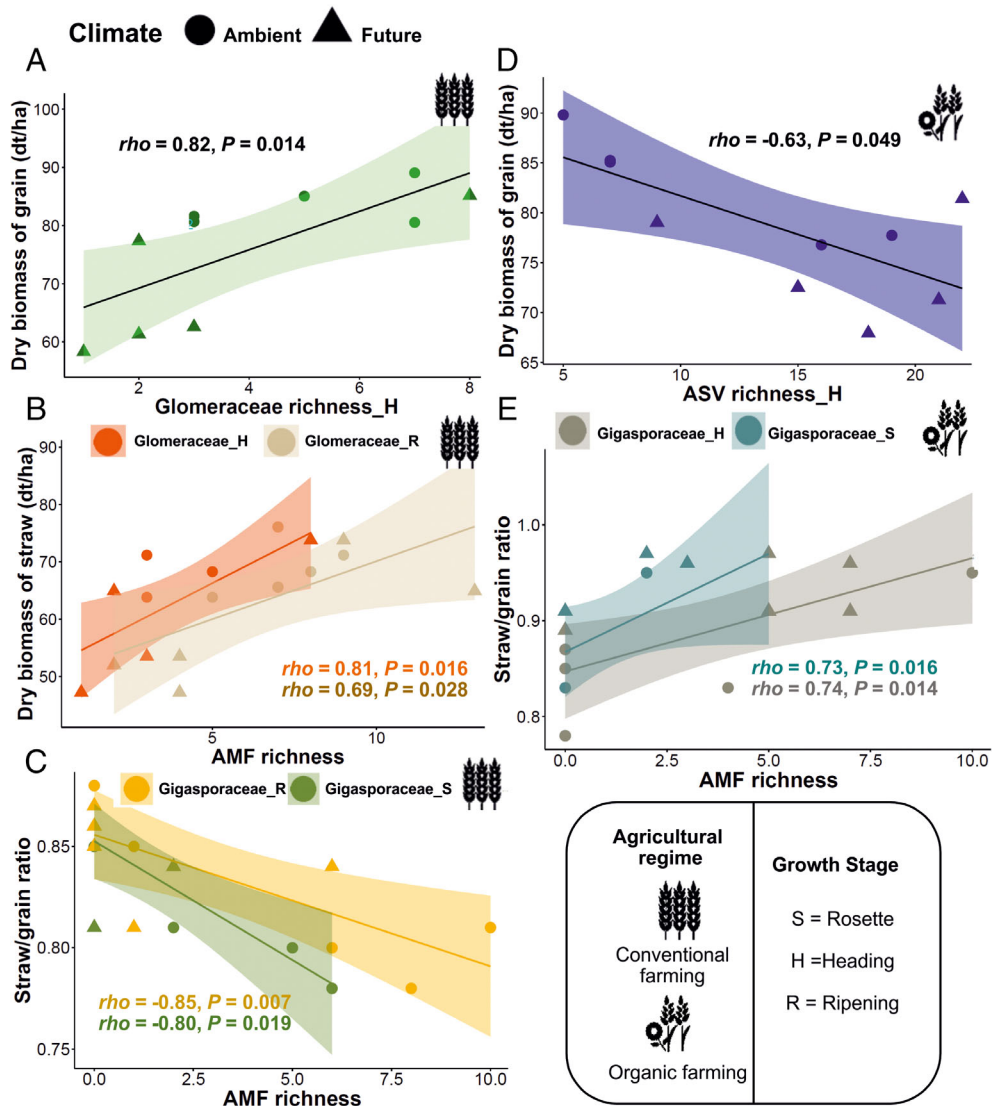 Climate Ambient Future
A
Dry biomass of grain (dt/ha)
100
90
80
70
60
rho = 0.82, P = 0.014
2 4 6 8
Glomeraceae richness_H
D
Dry biomass of grain (dt/ha)
90
85
80
75
70
65
rho = -0.63, P = 0.049
5 10 15 20
ASV richness_H
B
Glomeraceae_H Glomeraceae_R
Dry biomass of straw (dt/ha)
90
80
70
60
50
rho = 0.81, P = 0.016
rho = 0.69, P = 0.028
5 10
AMF richness
E
Gigasporaceae_H Gigasporaceae_S
Straw/grain ratio
1.0
0.9
0.8
rho = 0.73, P = 0.016
rho = 0.74, P = 0.014
0.0 2.5 5.0 7.5 10.0
AMF richness
C
Gigasporaceae_R Gigasporaceae_S
Straw/grain ratio
0.85
0.80
0.75
rho = -0.85, P = 0.007
rho = -0.80, P = 0.019
0.0 2.5 5.0 7.5 10.0
AMF richness
Agricultural
regime
Conventional
farming
Organic farming
Growth Stage
S = Rosette
H =Heading
R = Ripening